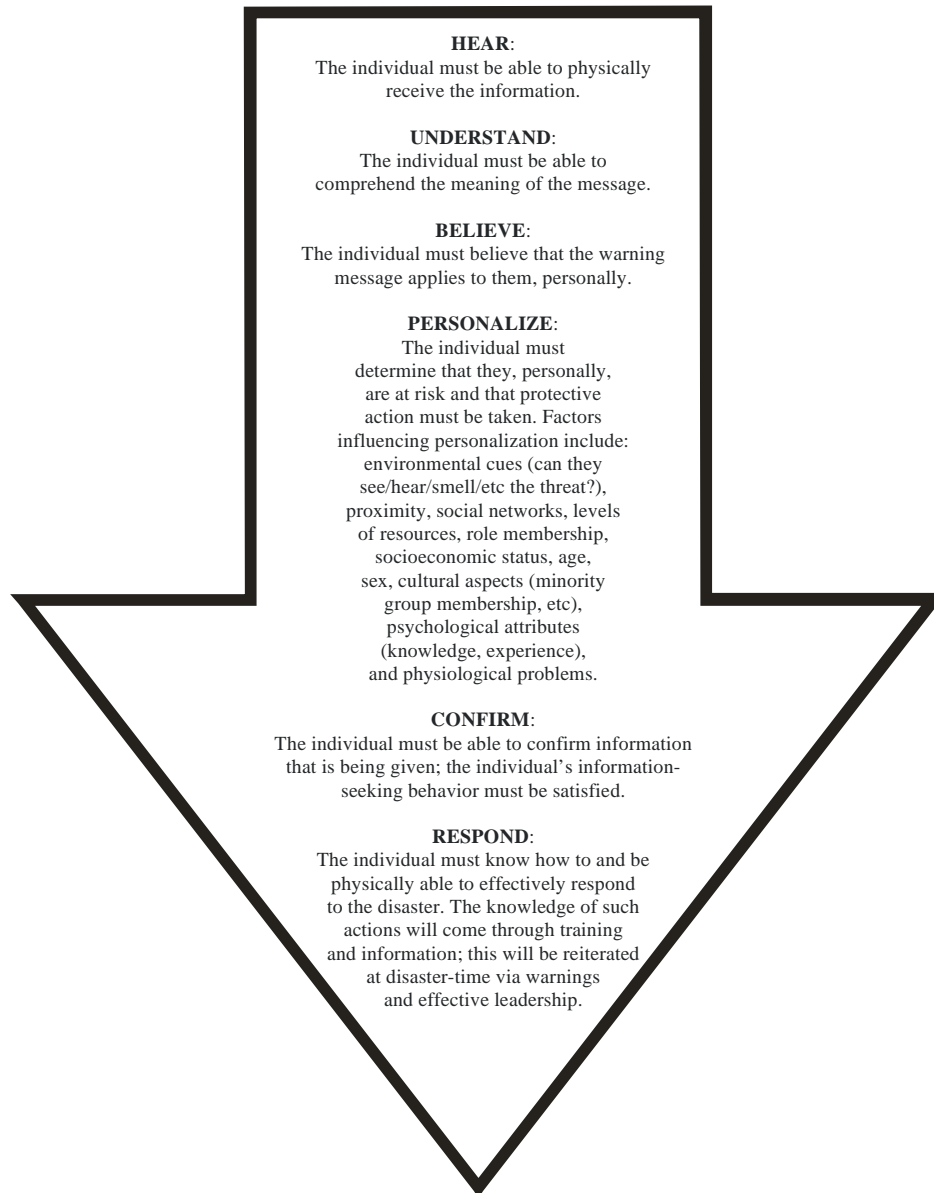 HEAR:
The individual must be able to physically
receive the information.
UNDERSTAND:
The individual must be able to
comprehend the meaning of the message.
BELIEVE:
The individual must believe that the warning
message applies to them, personally.
PERSONALIZE:
The individual must
determine that they, personally,
are at risk and that protective
action must be taken. Factors
influencing personalization include:
environmental cues (can they
see/hear/smell/etc the threat?),
proximity, social networks, levels
of resources, role membership,
socioeconomic status, age,
sex, cultural aspects (minority
group membership, etc),
psychological attributes
(knowledge, experience),
and physiological problems.
CONFIRM:
The individual must be able to confirm information
that is being given; the individual’s information-
seeking behavior must be satisfied.
RESPOND:
The individual must know how to and be
physically able to effectively respond
to the disaster. The knowledge of such
actions will come through training
and information; this will be reiterated
at disaster-time via warnings
and effective leadership.